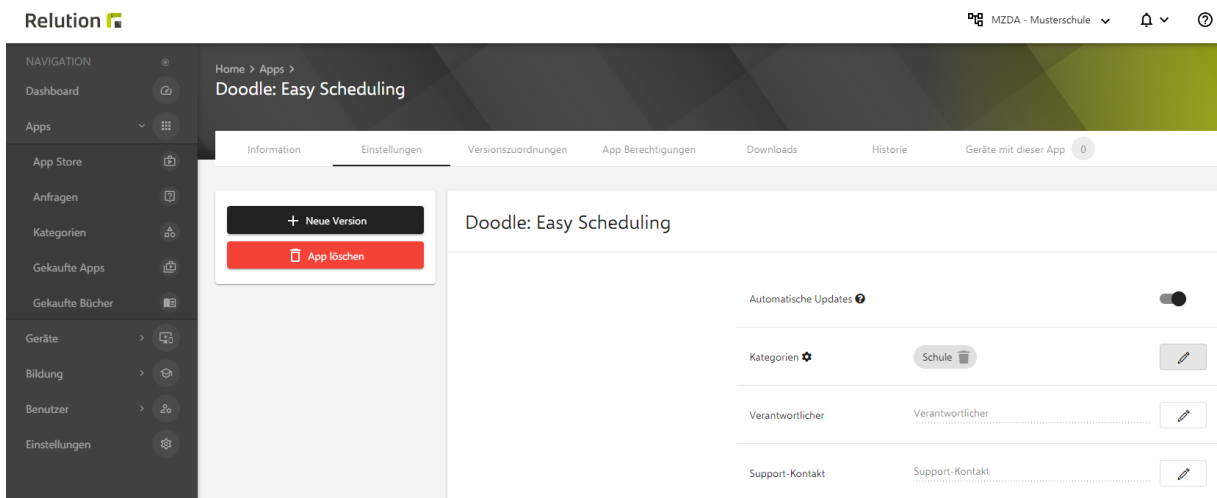 Relution
MZDA - Musterschule
NAVIGATION
Dashboard
Apps
App Store
Anfragen
Kategorien
Gekaufte Apps
Gekaufte Bücher
Geräte
Bildung
Benutzer
Einstellungen
Home > Apps >
Doodle: Easy Scheduling
Information Einstellungen Versionszuordnungen App Berechtigungen Downloads Historie Geräte mit dieser App 0
+ Neue Version
App löschen
Doodle: Easy Scheduling
Automatische Updates
Kategorien Schule
Verantwortlicher Verantwortlicher
Support-Kontakt Support-Kontakt